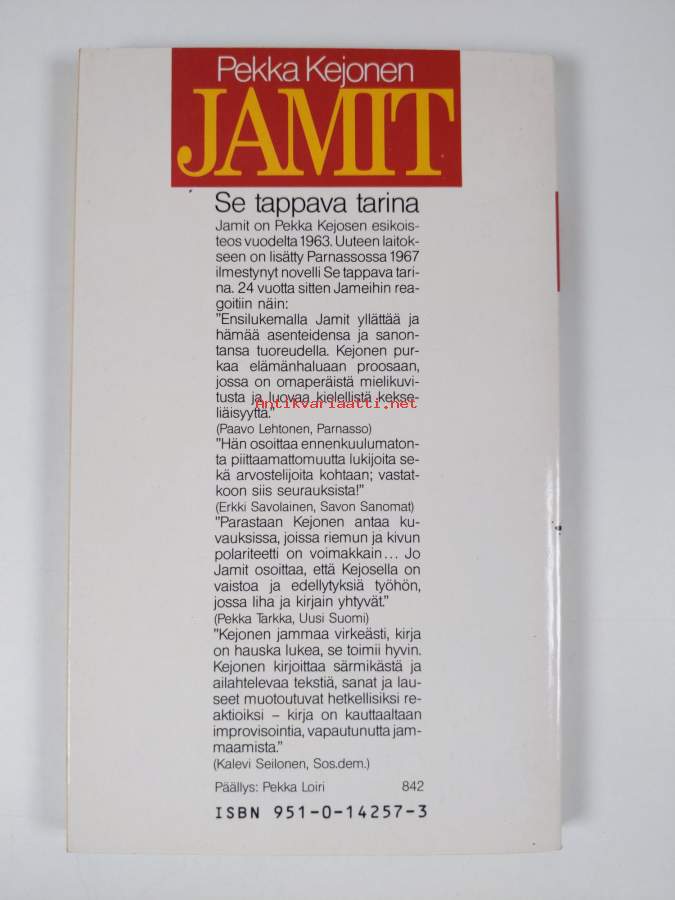 Pekka Kejonen
JAMIT
Se tappava tarina
Jamit on Pekka Kejosen esikois-
teos vuodelta 1963. Uuteen laitok-
seen on lisätty Parnassossa 1967
ilmestynyt novelli Se tappava tari-
na. 24 vuotta sitten Jameihin rea-
goitiin näin:
"Ensilukemalla Jamit yllättää ja
hämää asenteidensa ja sanon-
tansa tuoreudella. Kejonen pur-
kaa elämänhaluaan proosaan,
jossa on omaperäistä mielikuvi-
tusta ja luovaa kielellistä kekse-
Antikvariaatti.net
liäisyyttä."
(Paavo Lehtonen, Parnasso)
"Hän osoittaa ennenkuulumaton-
ta piittaamattomuutta lukijoita se-
kä arvostelijoita kohtaan; vastat-
koon siis seurauksista!"
(Erkki Savolainen, Savon Sanomat)
"Parastaan Kejonen antaa ku-
vauksissa, joissa riemun ja kivun
polariteetti on voimakkain... Jo
Jamit osoittaa, että Kejosella on
vaistoa ja edellytyksiä työhön,
jossa liha ja kirjain yhtyvät."
(Pekka Tarkka, Uusi Suomi)
"Kejonen jammaa virkeästi, kirja
on hauska lukea, se toimii hyvin.
Kejonen kirjoittaa särmikästä ja
ailahtelevaa tekstiä, sanat ja lau-
seet muotoutuvat hetkellisiksi re-
aktioiksi – kirja on kauttaaltaan
improvisointia, vapautunutta jam-
maamista."
(Kalevi Seilonen, Sos.dem.)
Päällys: Pekka Loiri 842
ISBN 951-0-14257-3